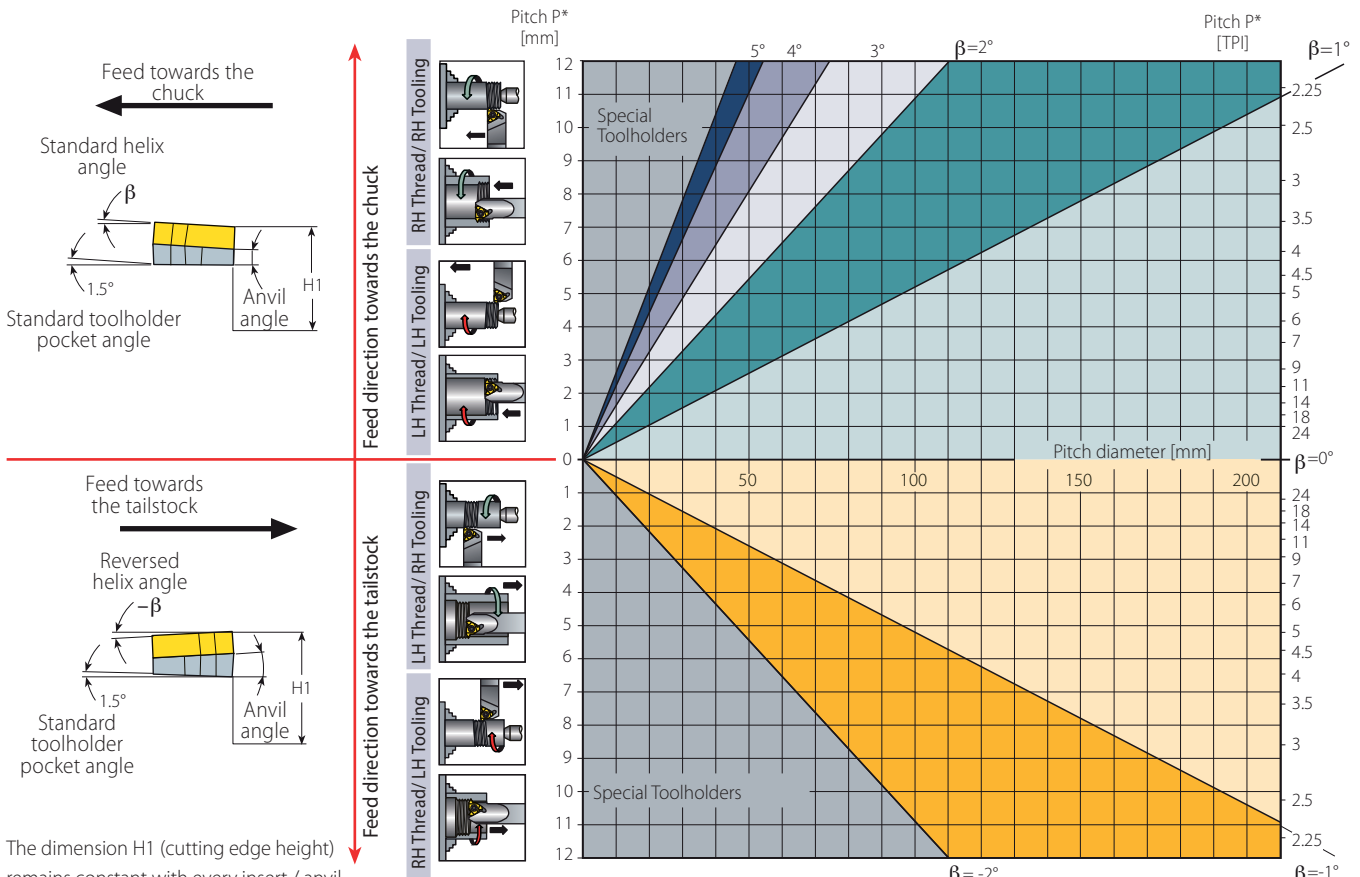 Feed towards the
chuck
Standard helix
angle
β
1.5°
Standard toolholder
pocket angle
Anvil
angle
H1
Feed towards
the tailstock
Reversed
helix angle
–β
1.5°
Standard
toolholder
pocket angle
Anvil
angle
H1
The dimension H1 (cutting edge height)
remains constant with every insert / anvil
Feed direction towards the chuck
Feed direction towards the tailstock
RH Thread/ RH Tooling
LH Thread/ LH Tooling
LH Thread/ RH Tooling
RH Thread/ LH Tooling
Pitch P*
[mm]
12
11
10
9
8
7
6
5
4
3
2
1
0
1
2
3
4
5
6
7
8
9
10
11
12
5°
4°
3°
β=2°
Special
Toolholders
Pitch diameter [mm]
50
100
150
200
Special Toolholders
β= -2°
Pitch P*
[TPI]
β=1°
2.25
2.5
3
3.5
4
4.5
5
6
7
9
11
14
18
24
β=0°
24
18
14
11
9
7
6
5
4.5
4
3.5
3
2.5
2.25
β=-1°